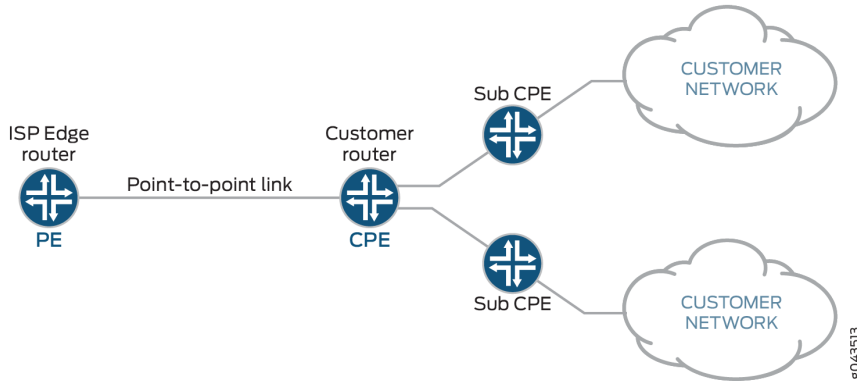 ISP Edge
router
PE
Point-to-point link
Customer
router
CPE
Sub CPE
CUSTOMER
NETWORK
Sub CPE
CUSTOMER
NETWORK
g043513